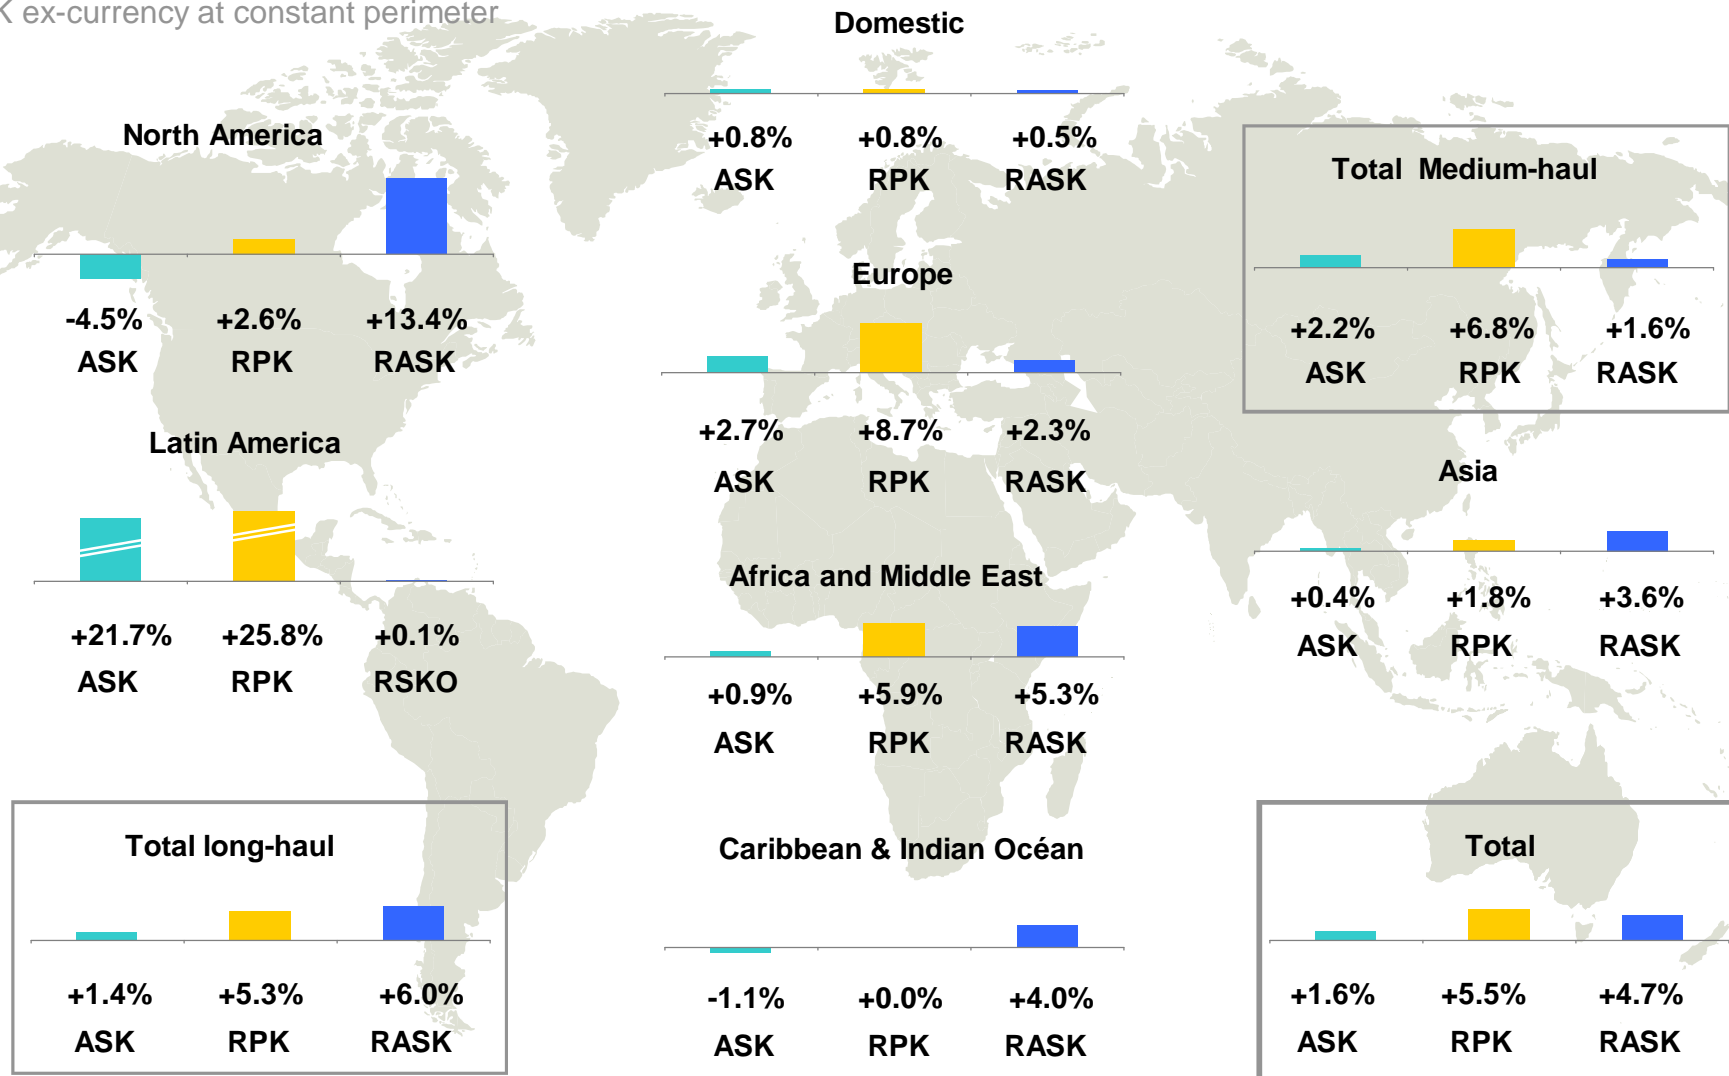 ex-currency at constant perimeter
Domestic
+0.8% +0.8% +0.5%
ASK RPK RASK
North America
-4.5% +2.6% +13.4%
ASK RPK RASK
Total Medium-haul
+2.2% +6.8% +1.6%
ASK RPK RASK
Europe
+2.7% +8.7% +2.3%
ASK RPK RASK
Latin America
+21.7% +25.8% +0.1%
ASK RPK RSKO
Asia
+0.4% +1.8% +3.6%
ASK RPK RASK
Africa and Middle East
+0.9% +5.9% +5.3%
ASK RPK RASK
Total long-haul
+1.4% +5.3% +6.0%
ASK RPK RASK
Caribbean & Indian Océan
-1.1% +0.0% +4.0%
ASK RPK RASK
Total
+1.6% +5.5% +4.7%
ASK RPK RASK